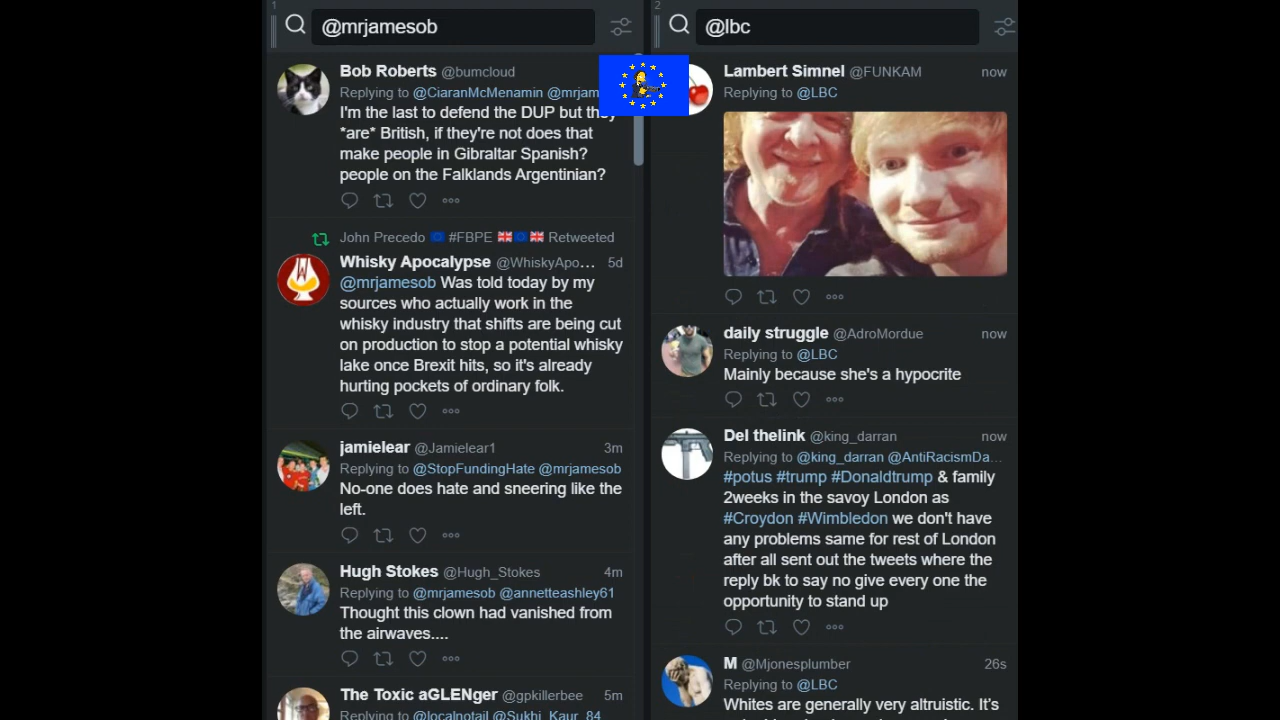 1
@mrjamesob
Bob Roberts @bumcloud
Replying to @CiaranMcMenamin @mrjam
I'm the last to defend the DUP but they
*are* British, if they're not does that
make people in Gibraltar Spanish?
people on the Falklands Argentinian?
John Precedo #FBPE Retweeted
Whisky Apocalypse @WhiskyApo... 5d
@mrjamesob Was told today by my
sources who actually work in the
whisky industry that shifts are being cut
on production to stop a potential whisky
lake once Brexit hits, so it's already
hurting pockets of ordinary folk.
jamielear @Jamielear1 3m
Replying to @StopFundingHate @mrjamesob
No-one does hate and sneering like the
left.
Hugh Stokes @Hugh_Stokes 4m
Replying to @mrjamesob @annetteashley61
Thought this clown had vanished from
the airwaves....
The Toxic aGLENger @gpkillerbee 5m
Replying to @localnotail @Sukhi_Kaur_84
2
@lbc
Lambert Simnel @FUNKAM now
Replying to @LBC
daily struggle @AdroMordue now
Replying to @LBC
Mainly because she's a hypocrite
Del thelink @king_darran now
Replying to @king_darran @AntiRacismDa...
#potus #trump #Donaldtrump & family
2weeks in the savoy London as
#Croydon #Wimbledon we don't have
any problems same for rest of London
after all sent out the tweets where the
reply bk to say no give every one the
opportunity to stand up
M @Mjonesplumber 26s
Replying to @LBC
Whites are generally very altruistic. It's